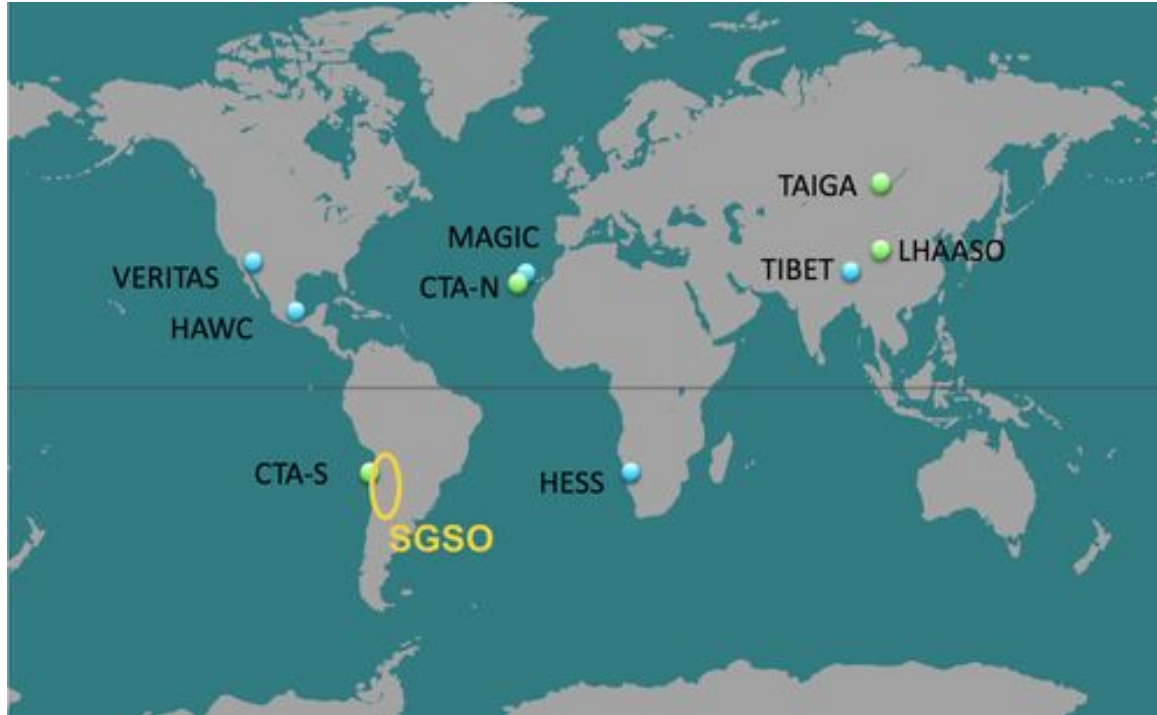 TAIGA
MAGIC
LHAASO
VERITAS
TIBET
CTA-N
HAWC
CTA-S
HESS
SGSO